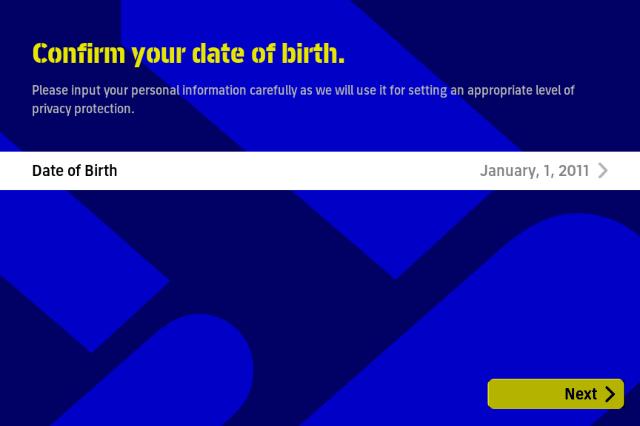 Confirm your date of birth.
Please input your personal information carefully as we will use it for setting an appropriate level of
privacy protection.
Date of Birth
January, 1, 2011
Next